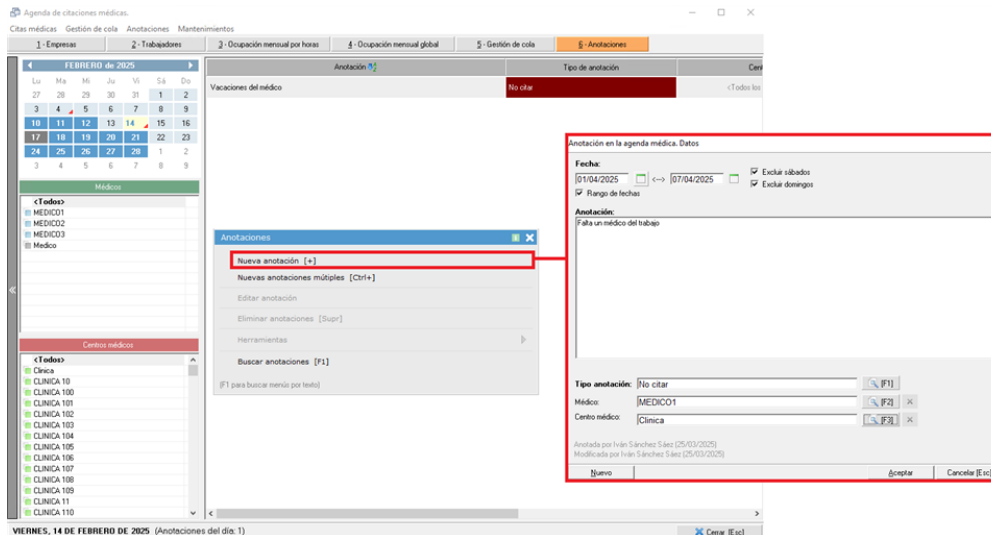 Agenda de citaciones médicas.
Citas médicas Gestión de cola Anotaciones Mantenimientos
1 - Empresas 2 - Trabajadores 3 - Ocupación mensual por horas 4 - Ocupación mensual global 5 - Gestión de cola 6 - Anotaciones
FEBRERO de 2025
Lu Ma Mi Ju Vi Sá Do
27 28 29 30 31 1 2
3 4 5 6 7 8 9
10 11 12 13 14 15 16
17 18 19 20 21 22 23
24 25 26 27 28 1 2
3 4 5 6 7 8 9
Médicos
<Todos>
MEDICO1
MEDICO2
MEDICO3
Medico
Centros médicos
<Todos>
Clinica
CLINICA 10
CLINICA 100
CLINICA 101
CLINICA 102
CLINICA 103
CLINICA 104
CLINICA 105
CLINICA 106
CLINICA 107
CLINICA 108
CLINICA 109
CLINICA 11
CLINICA 110
Anotación Tipo de anotación Cent
Vacaciones del médico No citar <Todos los
Anotaciones
Nueva anotación [+]
Nuevas anotaciones mútiples [Ctrl+]
Editar anotación
Eliminar anotaciones [Supr]
Herramientas
Buscar anotaciones [F1]
(F1 para buscar menús por texto)
Anotación en la agenda médica. Datos
Fecha:
01/04/2025 <--> 07/04/2025
Rango de fechas
Excluir sábados
Excluir domingos
Anotación:
Falta un médico del trabajo
Tipo anotación: No citar [F1]
Médico: MEDICO1 [F2]
Centro médico: Clinica [F3]
Anotada por Iván Sánchez Sáez (25/03/2025)
Modificada por Iván Sánchez Sáez (25/03/2025)
Nuevo Aceptar Cancelar [Esc]
VIERNES, 14 DE FEBRERO DE 2025 (Anotaciones del día: 1)
Cerrar [Esc]